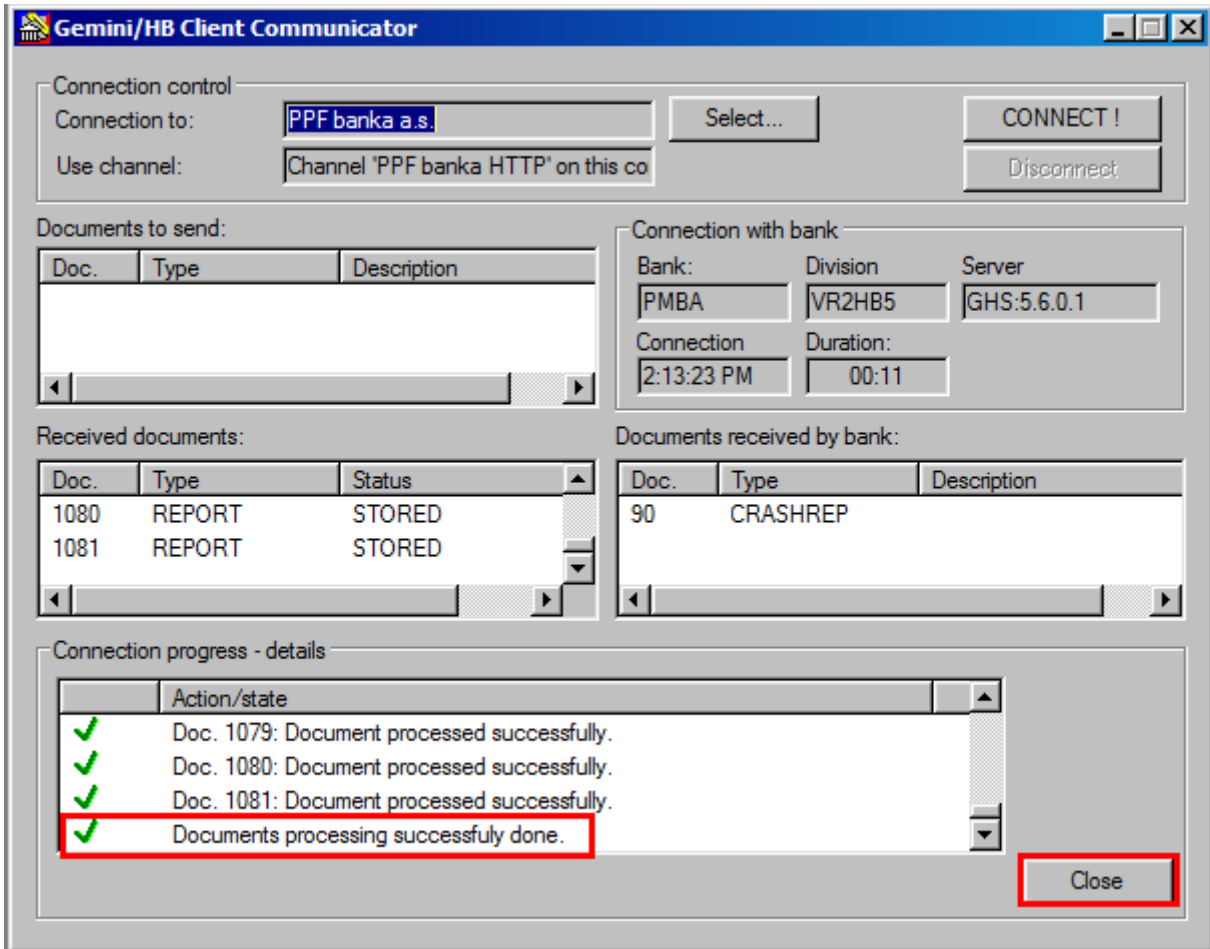 Gemini/HB Client Communicator
Connection control
Connection to: PPF banka a.s. Select... CONNECT !
Use channel: Channel 'PPF banka HTTP' on this co Disconnect
Documents to send:
Doc. Type Description
Connection with bank
Bank: Division Server
PMBA VR2HB5 GHS:5.6.0.1
Connection Duration:
2:13:23 PM 00:11
Received documents:
Doc. Type Status
1080 REPORT STORED
1081 REPORT STORED
Documents received by bank:
Doc. Type Description
90 CRASHREP
Connection progress - details
Action/state
Doc. 1079: Document processed successfully.
Doc. 1080: Document processed successfully.
Doc. 1081: Document processed successfully.
Documents processing successfuly done.
Close